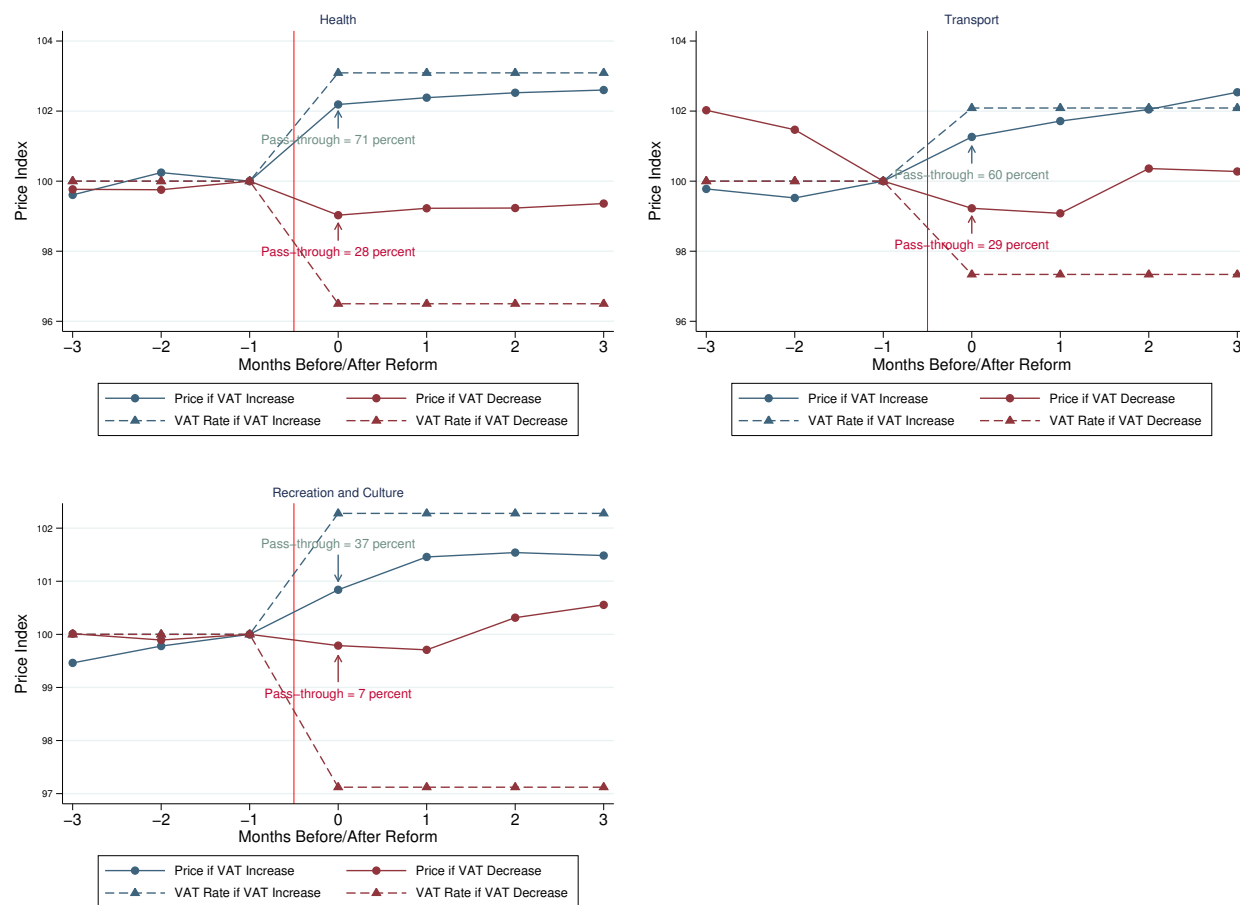 Health
104
102
100
98
96
Price Index
Pass-through = 71 percent
Pass-through = 28 percent
-3 -2 -1 0 1 2 3
Months Before/After Reform
Price if VAT Increase Price if VAT Decrease
VAT Rate if VAT Increase VAT Rate if VAT Decrease
Transport
104
102
100
98
96
Price Index
Pass-through = 60 percent
Pass-through = 29 percent
-3 -2 -1 0 1 2 3
Months Before/After Reform
Price if VAT Increase Price if VAT Decrease
VAT Rate if VAT Increase VAT Rate if VAT Decrease
Recreation and Culture
102
101
100
99
98
97
Price Index
Pass-through = 37 percent
Pass-through = 7 percent
-3 -2 -1 0 1 2 3
Months Before/After Reform
Price if VAT Increase Price if VAT Decrease
VAT Rate if VAT Increase VAT Rate if VAT Decrease